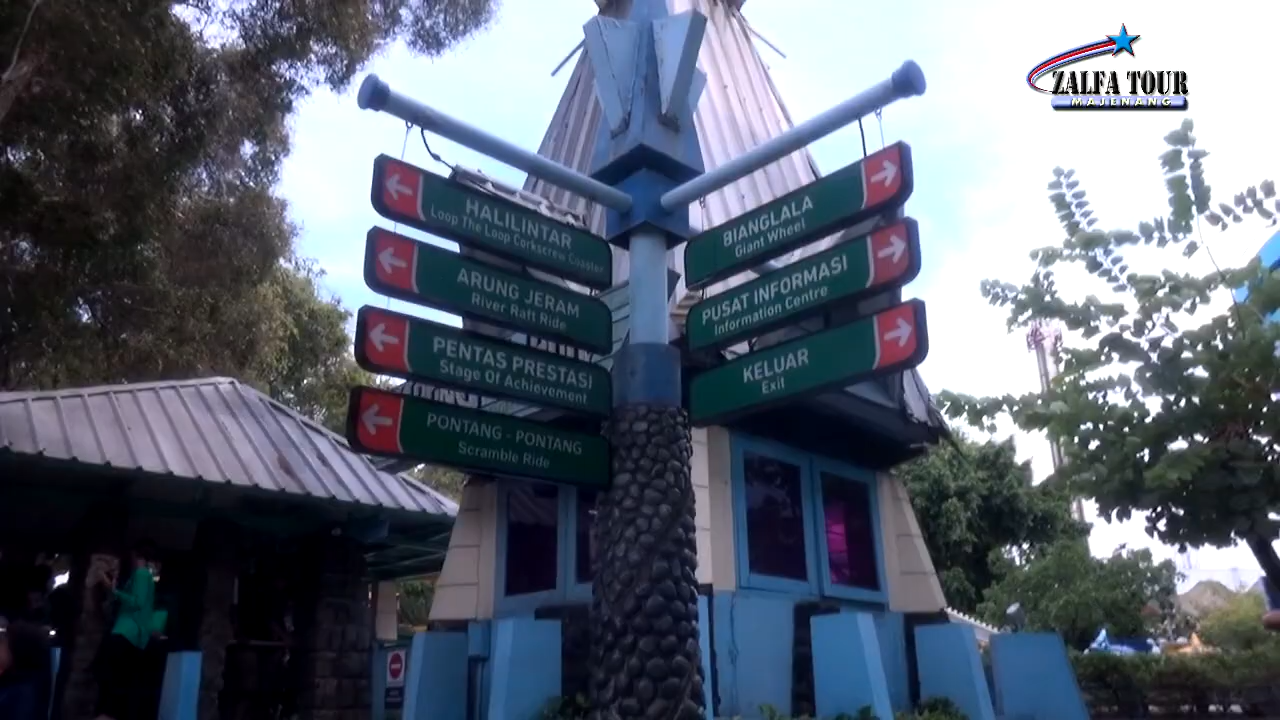 ZALFA TOUR
MAJENANG
HALILINTAR
Loop The Loop Corkscrew Coaster
ARUNG JERAM
River Raft Ride
PENTAS PRESTASI
Stage Of Achievement
PONTANG - PONTANG
Scramble Ride
BIANGLALA
Giant Wheel
PUSAT INFORMASI
Information Centre
KELUAR
Exit